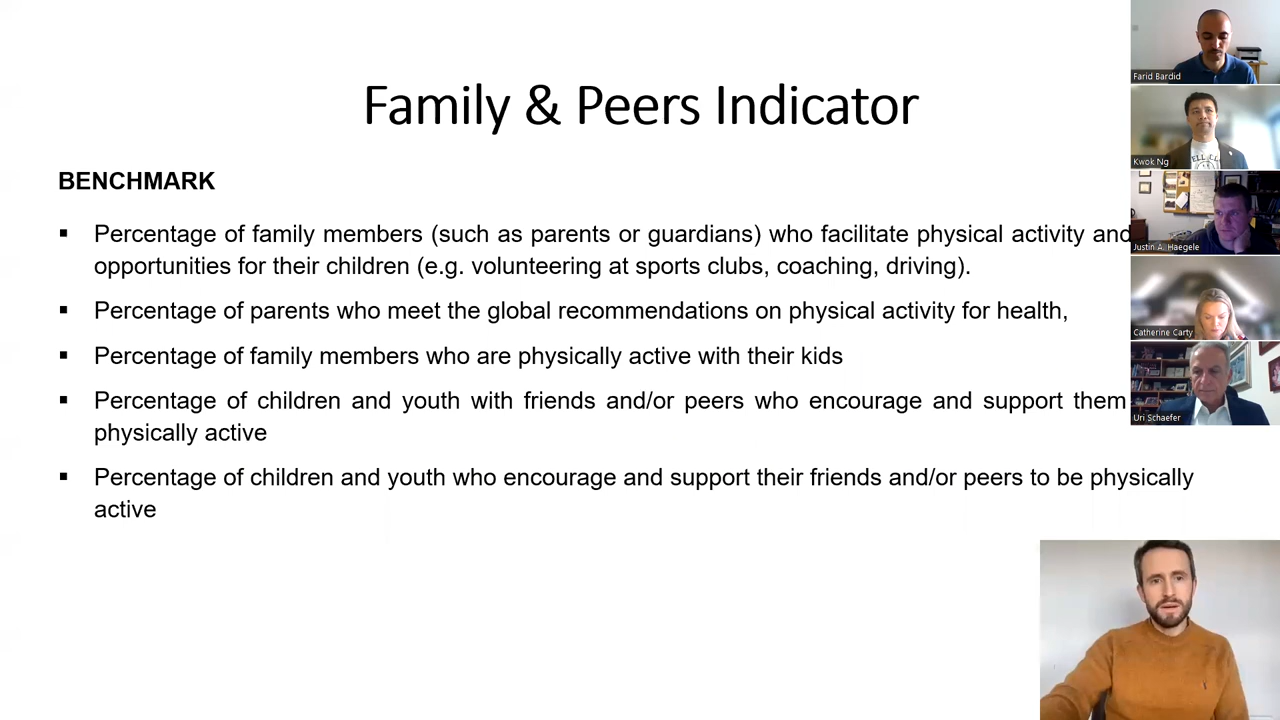 Family & Peers Indicator
BENCHMARK
▪ Percentage of family members (such as parents or guardians) who facilitate physical activity and
opportunities for their children (e.g. volunteering at sports clubs, coaching, driving).
▪ Percentage of parents who meet the global recommendations on physical activity for health,
▪ Percentage of family members who are physically active with their kids
▪ Percentage of children and youth with friends and/or peers who encourage and support them
physically active
▪ Percentage of children and youth who encourage and support their friends and/or peers to be physically
active
Farid Bardid
Kwok Ng
Justin A. Haegele
Catherine Carty
Uri Schaefer